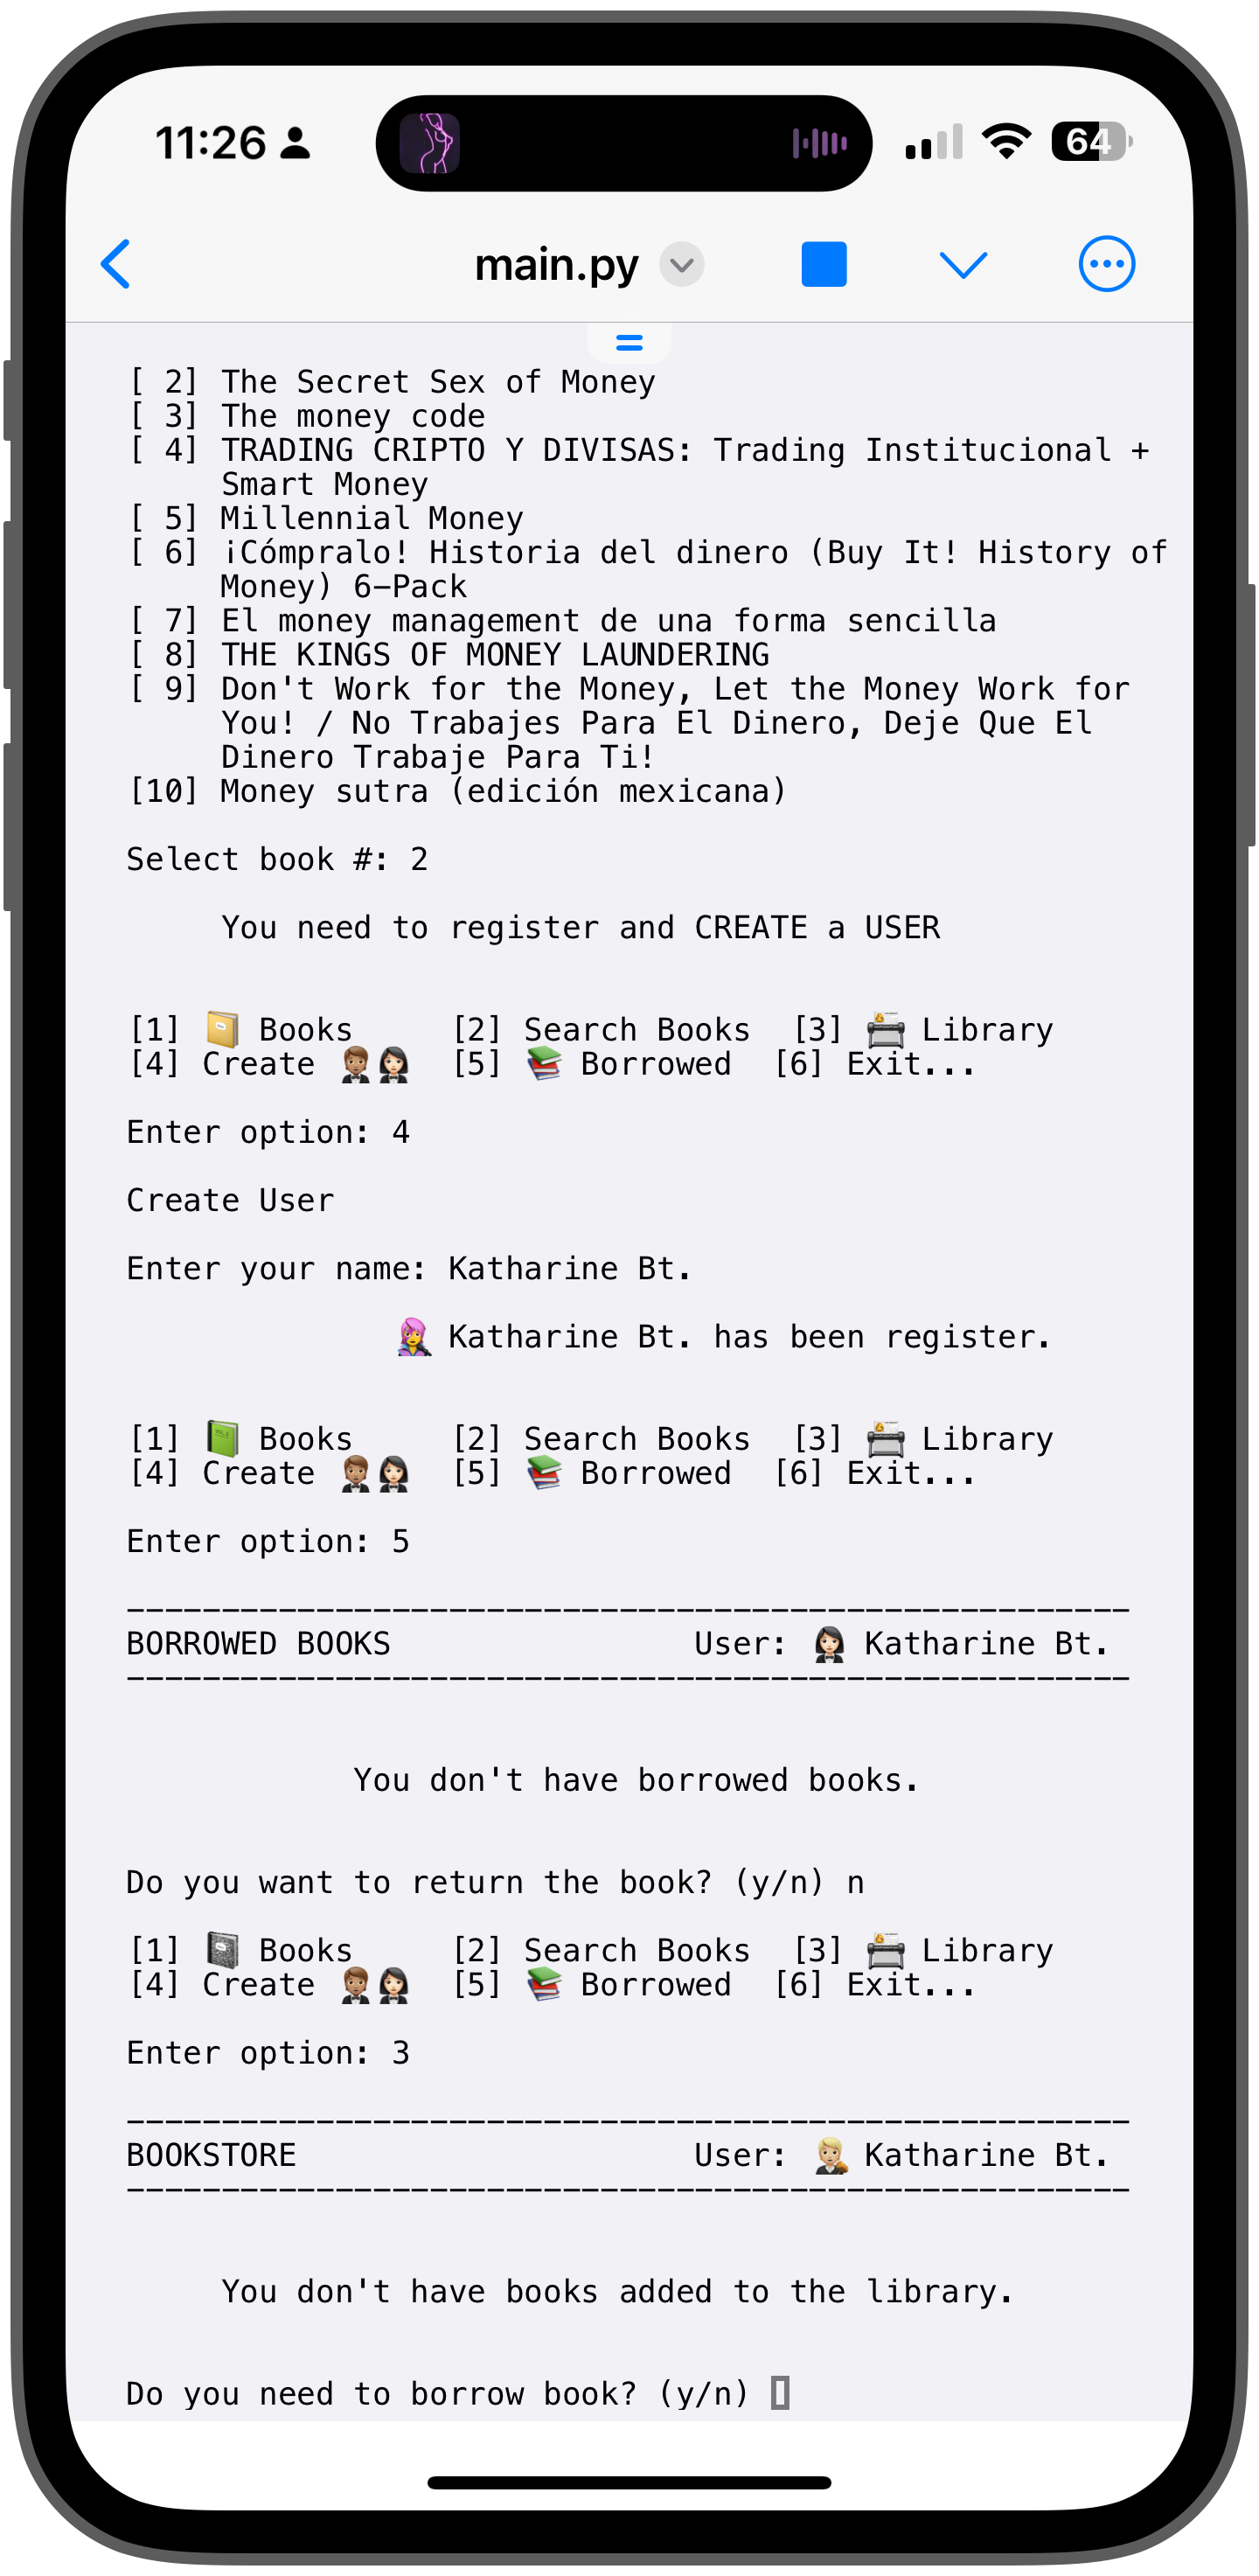 11:26
64
main.py
[ 2] The Secret Sex of Money
[ 3] The money code
[ 4] TRADING CRIPTO Y DIVISAS: Trading Institucional +
Smart Money
[ 5] Millennial Money
[ 6] ¡Cómpralo! Historia del dinero (Buy It! History of
Money) 6-Pack
[ 7] El money management de una forma sencilla
[ 8] THE KINGS OF MONEY LAUNDERING
[ 9] Don't Work for the Money, Let the Money Work for
You! / No Trabajes Para El Dinero, Deje Que El
Dinero Trabaje Para Ti!
[10] Money sutra (edición mexicana)
Select book #: 2
You need to register and CREATE a USER
[1] 📔 Books [2] Search Books [3] 📇 Library
[4] Create 🤵🏽🤵🏻‍♀️ [5] 📚 Borrowed [6] Exit...
Enter option: 4
Create User
Enter your name: Katharine Bt.
👩‍🎤 Katharine Bt. has been register.
[1] 📗 Books [2] Search Books [3] 📇 Library
[4] Create 🤵🏽🤵🏻‍♀️ [5] 📚 Borrowed [6] Exit...
Enter option: 5
-----------------------------------------------------
BORROWED BOOKS User: 🤵🏻‍♀️ Katharine Bt.
-----------------------------------------------------
You don't have borrowed books.
Do you want to return the book? (y/n) n
[1] 📓 Books [2] Search Books [3] 📇 Library
[4] Create 🤵🏽🤵🏻‍♀️ [5] 📚 Borrowed [6] Exit...
Enter option: 3
-----------------------------------------------------
BOOKSTORE User: 🧑🏼‍💼 Katharine Bt.
-----------------------------------------------------
You don't have books added to the library.
Do you need to borrow book? (y/n)